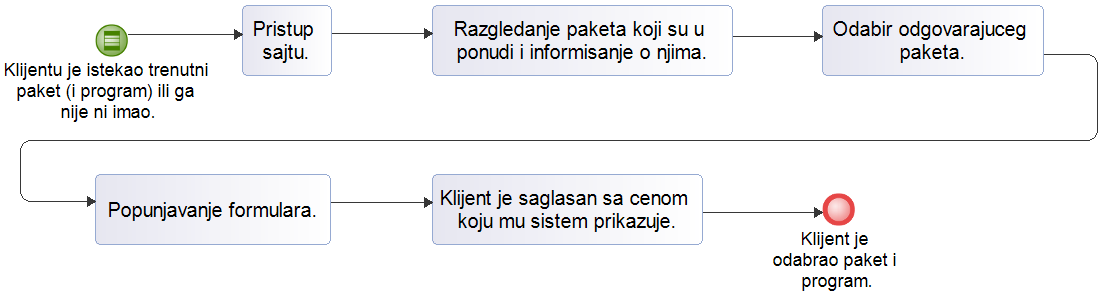 Klijentu je istekao trenutni
paket (i program) ili ga
nije ni imao.
Pristup
sajtu.
Razgledanje paketa koji su u
ponudi i informisanje o njima.
Odabir odgovarajuceg
paketa.
Popunjavanje formulara.
Klijent je saglasan sa cenom
koju mu sistem prikazuje.
Klijent je
odabrao paket i
program.